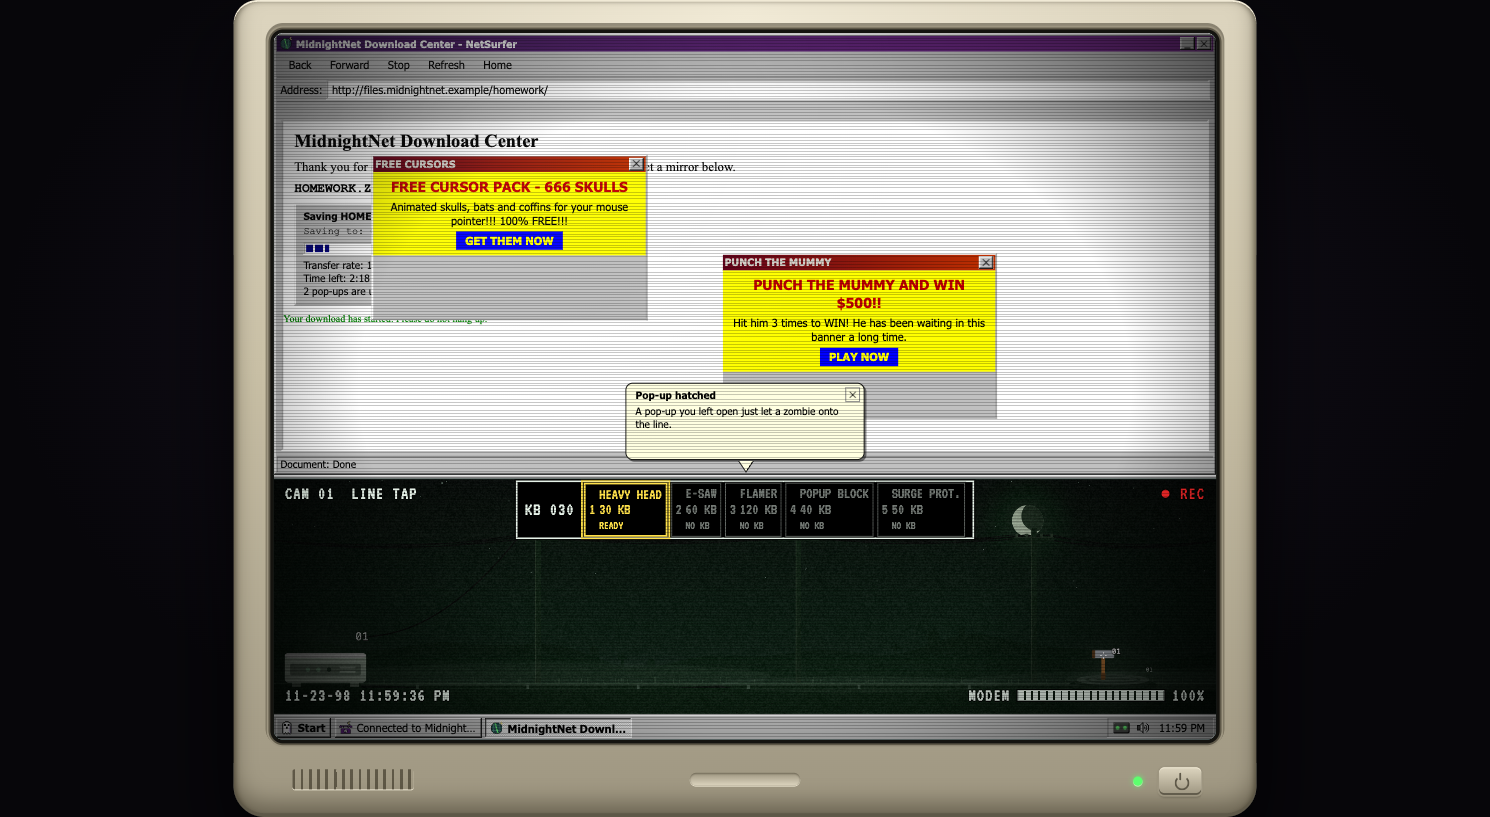 MidnightNet Download Center - NetSurfer
Back Forward Stop Refresh Home
Address: http://files.midnightnet.example/homework/
MidnightNet Download Center
Thank you for
t a mirror below.
HOMEWORK.Z
Saving HOME
Saving to:
Transfer rate: 1
Time left: 2:18
2 pop-ups are
Your download has started. Please do not hang up.
FREE CURSORS
FREE CURSOR PACK - 666 SKULLS
Animated skulls, bats and coffins for your mouse
pointer!!! 100% FREE!!!
GET THEM NOW
PUNCH THE MUMMY
PUNCH THE MUMMY AND WIN
$500!!
Hit him 3 times to WIN! He has been waiting in this
banner a long time.
PLAY NOW
Pop-up hatched
A pop-up you left open just let a zombie onto
the line.
Document: Done
CAM 01 LINE TAP
KB 030
HEAVY HEAD
1 30 KB
READY
E-SAW
2 60 KB
NO KB
FLAMER
3 120 KB
NO KB
POPUP BLOCK
4 40 KB
NO KB
SURGE PROT.
5 50 KB
NO KB
REC
01
01
01
11-23-98 11:59:36 PM
MODEM 100%
Start
Connected to Midnight...
MidnightNet Downl...
11:59 PM